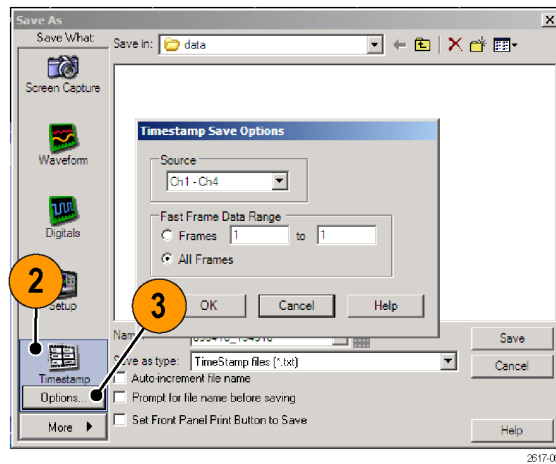 Save As
Save What:
Save in: data
Screen Capture
Waveform
Digitals
Setup
Timestamp
Options...
More
Timestamp Save Options
Source
Ch1 - Ch4
Fast Frame Data Range
Frames 1 to 1
All Frames
OK Cancel Help
2
3
Save
Save as type: TimeStamp files (*.txt)
Cancel
Auto-increment file name
Prompt for file name before saving
Set Front Panel Print Button to Save
Help